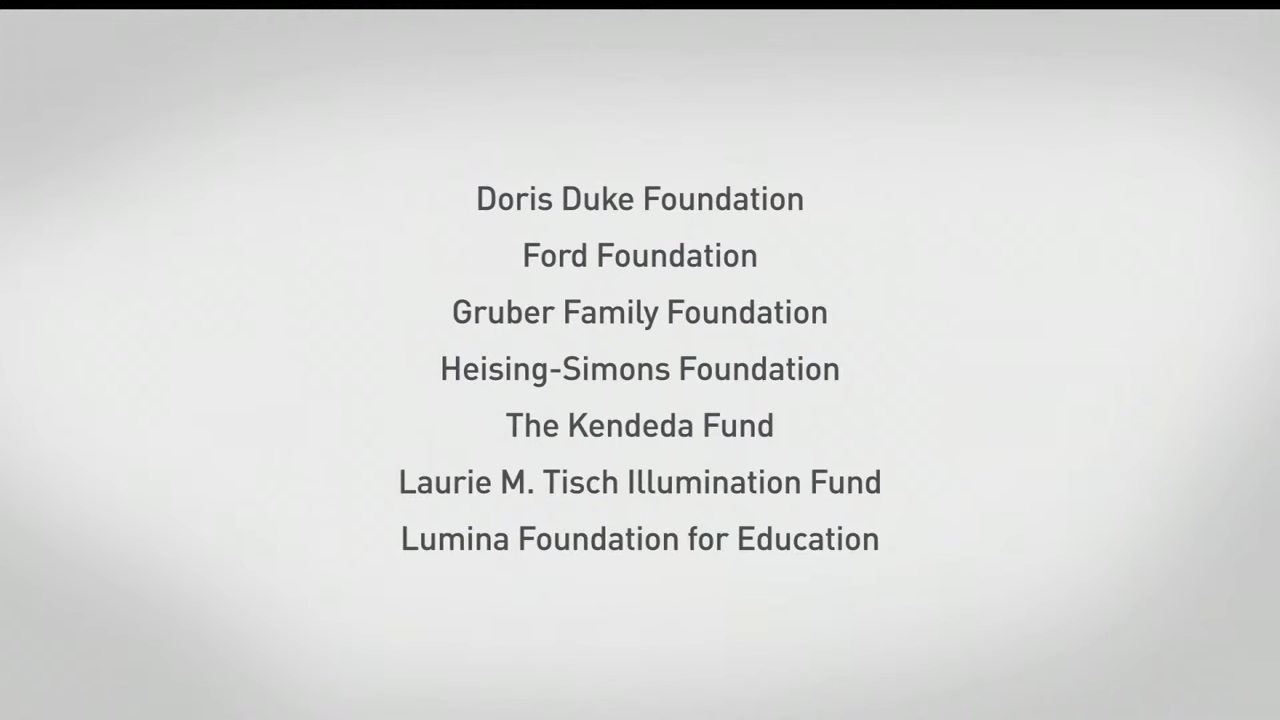 Doris Duke Foundation
Ford Foundation
Gruber Family Foundation
Heising-Simons Foundation
The Kendeda Fund
Laurie M. Tisch Illumination Fund
Lumina Foundation for Education